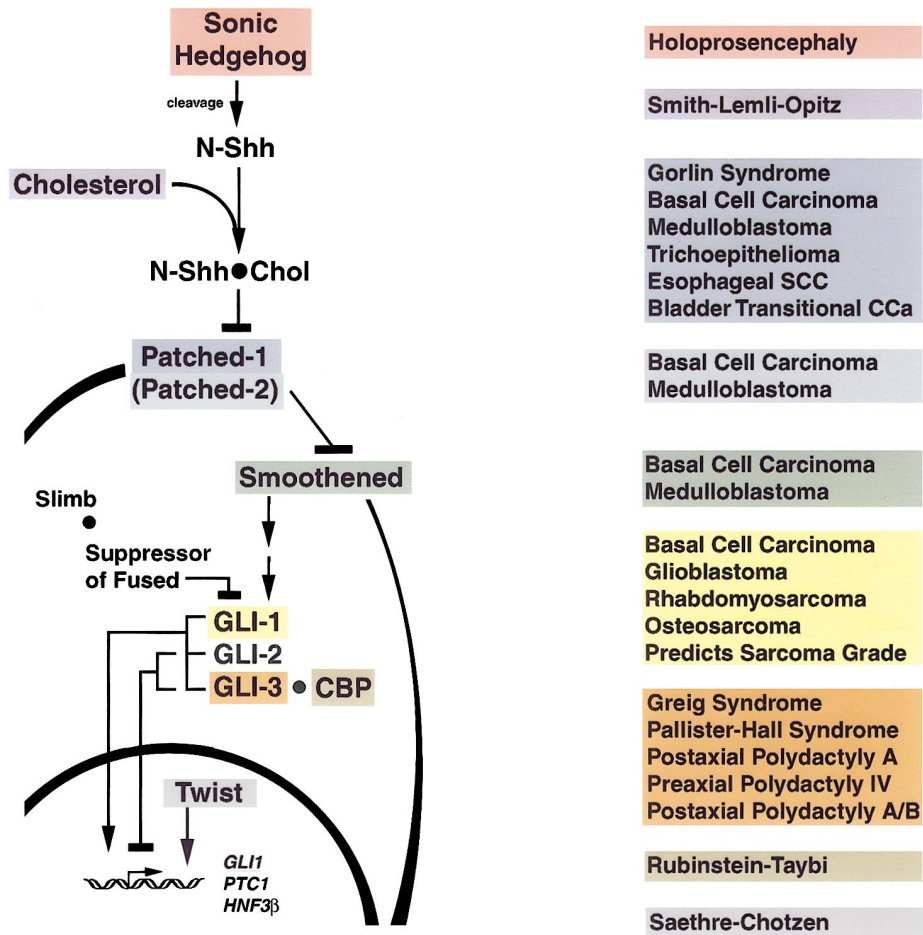 Sonic
Hedgehog
cleavage
N-Shh
Cholesterol
N-Shh●Chol
Patched-1
(Patched-2)
Smoothened
Slimb
Suppressor
of Fused
GLI-1
GLI-2
GLI-3 ● CBP
Twist
GLI1
PTC1
HNF3β
Holoprosencephaly
Smith-Lemli-Opitz
Gorlin Syndrome
Basal Cell Carcinoma
Medulloblastoma
Trichoepithelioma
Esophageal SCC
Bladder Transitional CCa
Basal Cell Carcinoma
Medulloblastoma
Basal Cell Carcinoma
Medulloblastoma
Basal Cell Carcinoma
Glioblastoma
Rhabdomyosarcoma
Osteosarcoma
Predicts Sarcoma Grade
Greig Syndrome
Pallister-Hall Syndrome
Postaxial Polydactyly A
Preaxial Polydactyly IV
Postaxial Polydactyly A/B
Rubinstein-Taybi
Saethre-Chotzen